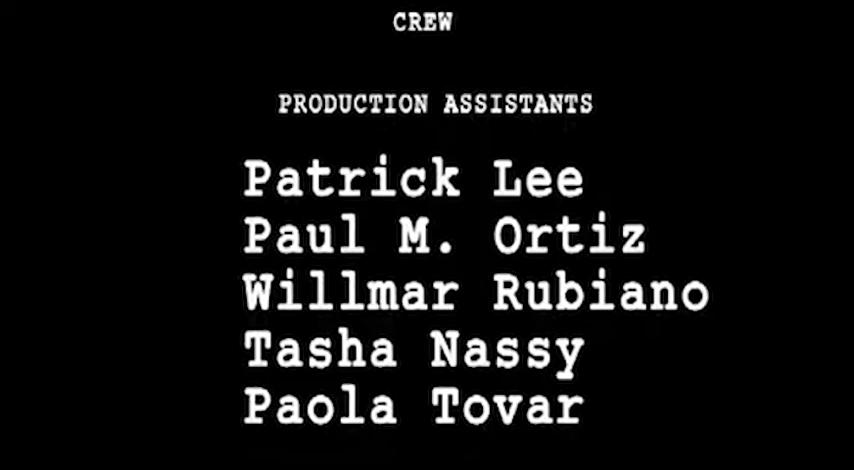 CREW
PRODUCTION ASSISTANTS
Patrick Lee
Paul M. Ortiz
Willmar Rubiano
Tasha Nassy
Paola Tovar